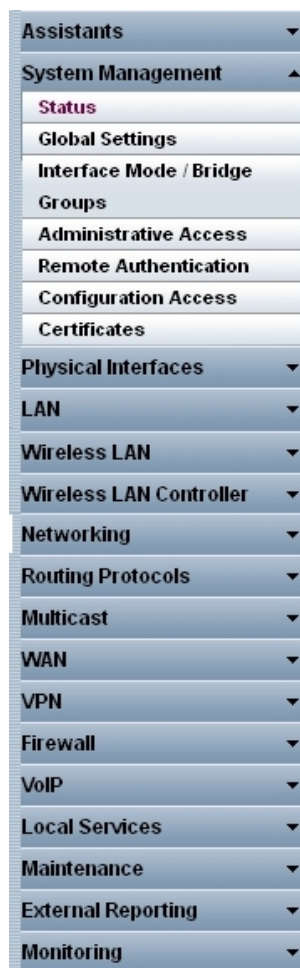 Assistants
System Management
Status
Global Settings
Interface Mode / Bridge
Groups
Administrative Access
Remote Authentication
Configuration Access
Certificates
Physical Interfaces
LAN
Wireless LAN
Wireless LAN Controller
Networking
Routing Protocols
Multicast
WAN
VPN
Firewall
VoIP
Local Services
Maintenance
External Reporting
Monitoring